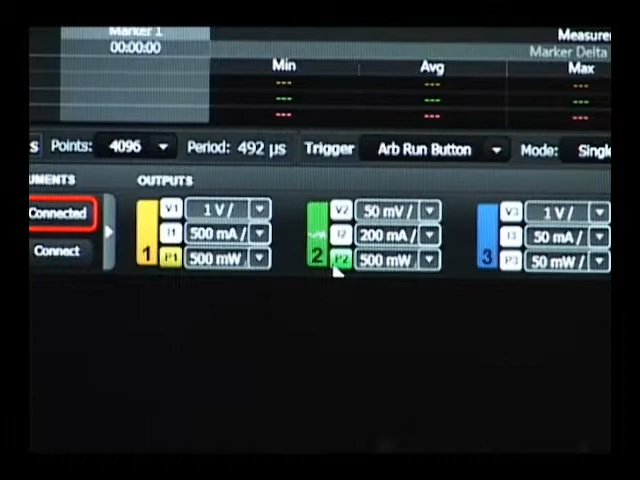 Marker 1
00:00:00
Measurer
Marker Delta
Min Avg Max
--- --- ---
--- --- ---
--- --- ---
s Points: 4096 Period: 492 µs Trigger Arb Run Button Mode: Singl
UMENTS OUTPUTS
Connected
Connect
1
V1 1 V /
I1 500 mA /
P1 500 mW /
2
V2 50 mV /
I2 200 mA /
P2 500 mW /
3
V3 1 V /
I3 50 mA /
P3 50 mW /